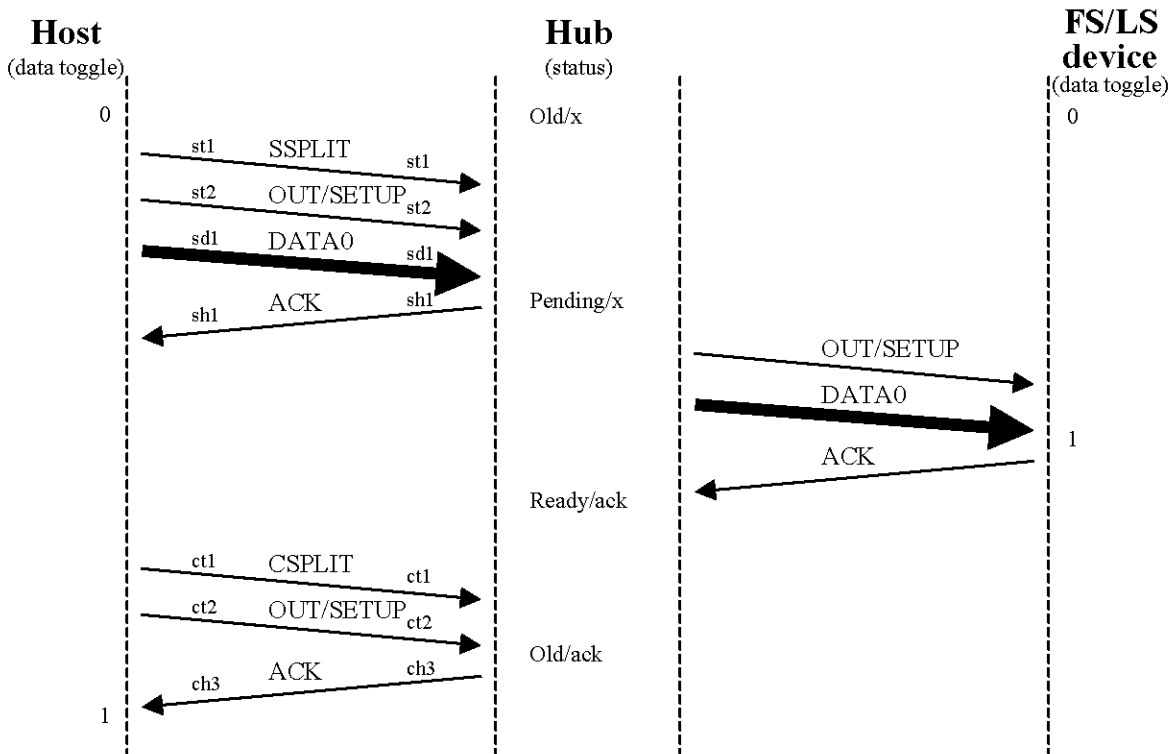 Host
(data toggle)
Hub
(status)
FS/LS
device
(data toggle)
0
Old/x
0
st1 SSPLIT st1
st2 OUT/SETUP st2
sd1 DATA0 sd1
sh1 ACK sh1
Pending/x
OUT/SETUP
DATA0
1
ACK
Ready/ack
ct1 CSPLIT ct1
ct2 OUT/SETUP ct2
Old/ack
ch3 ACK ch3
1